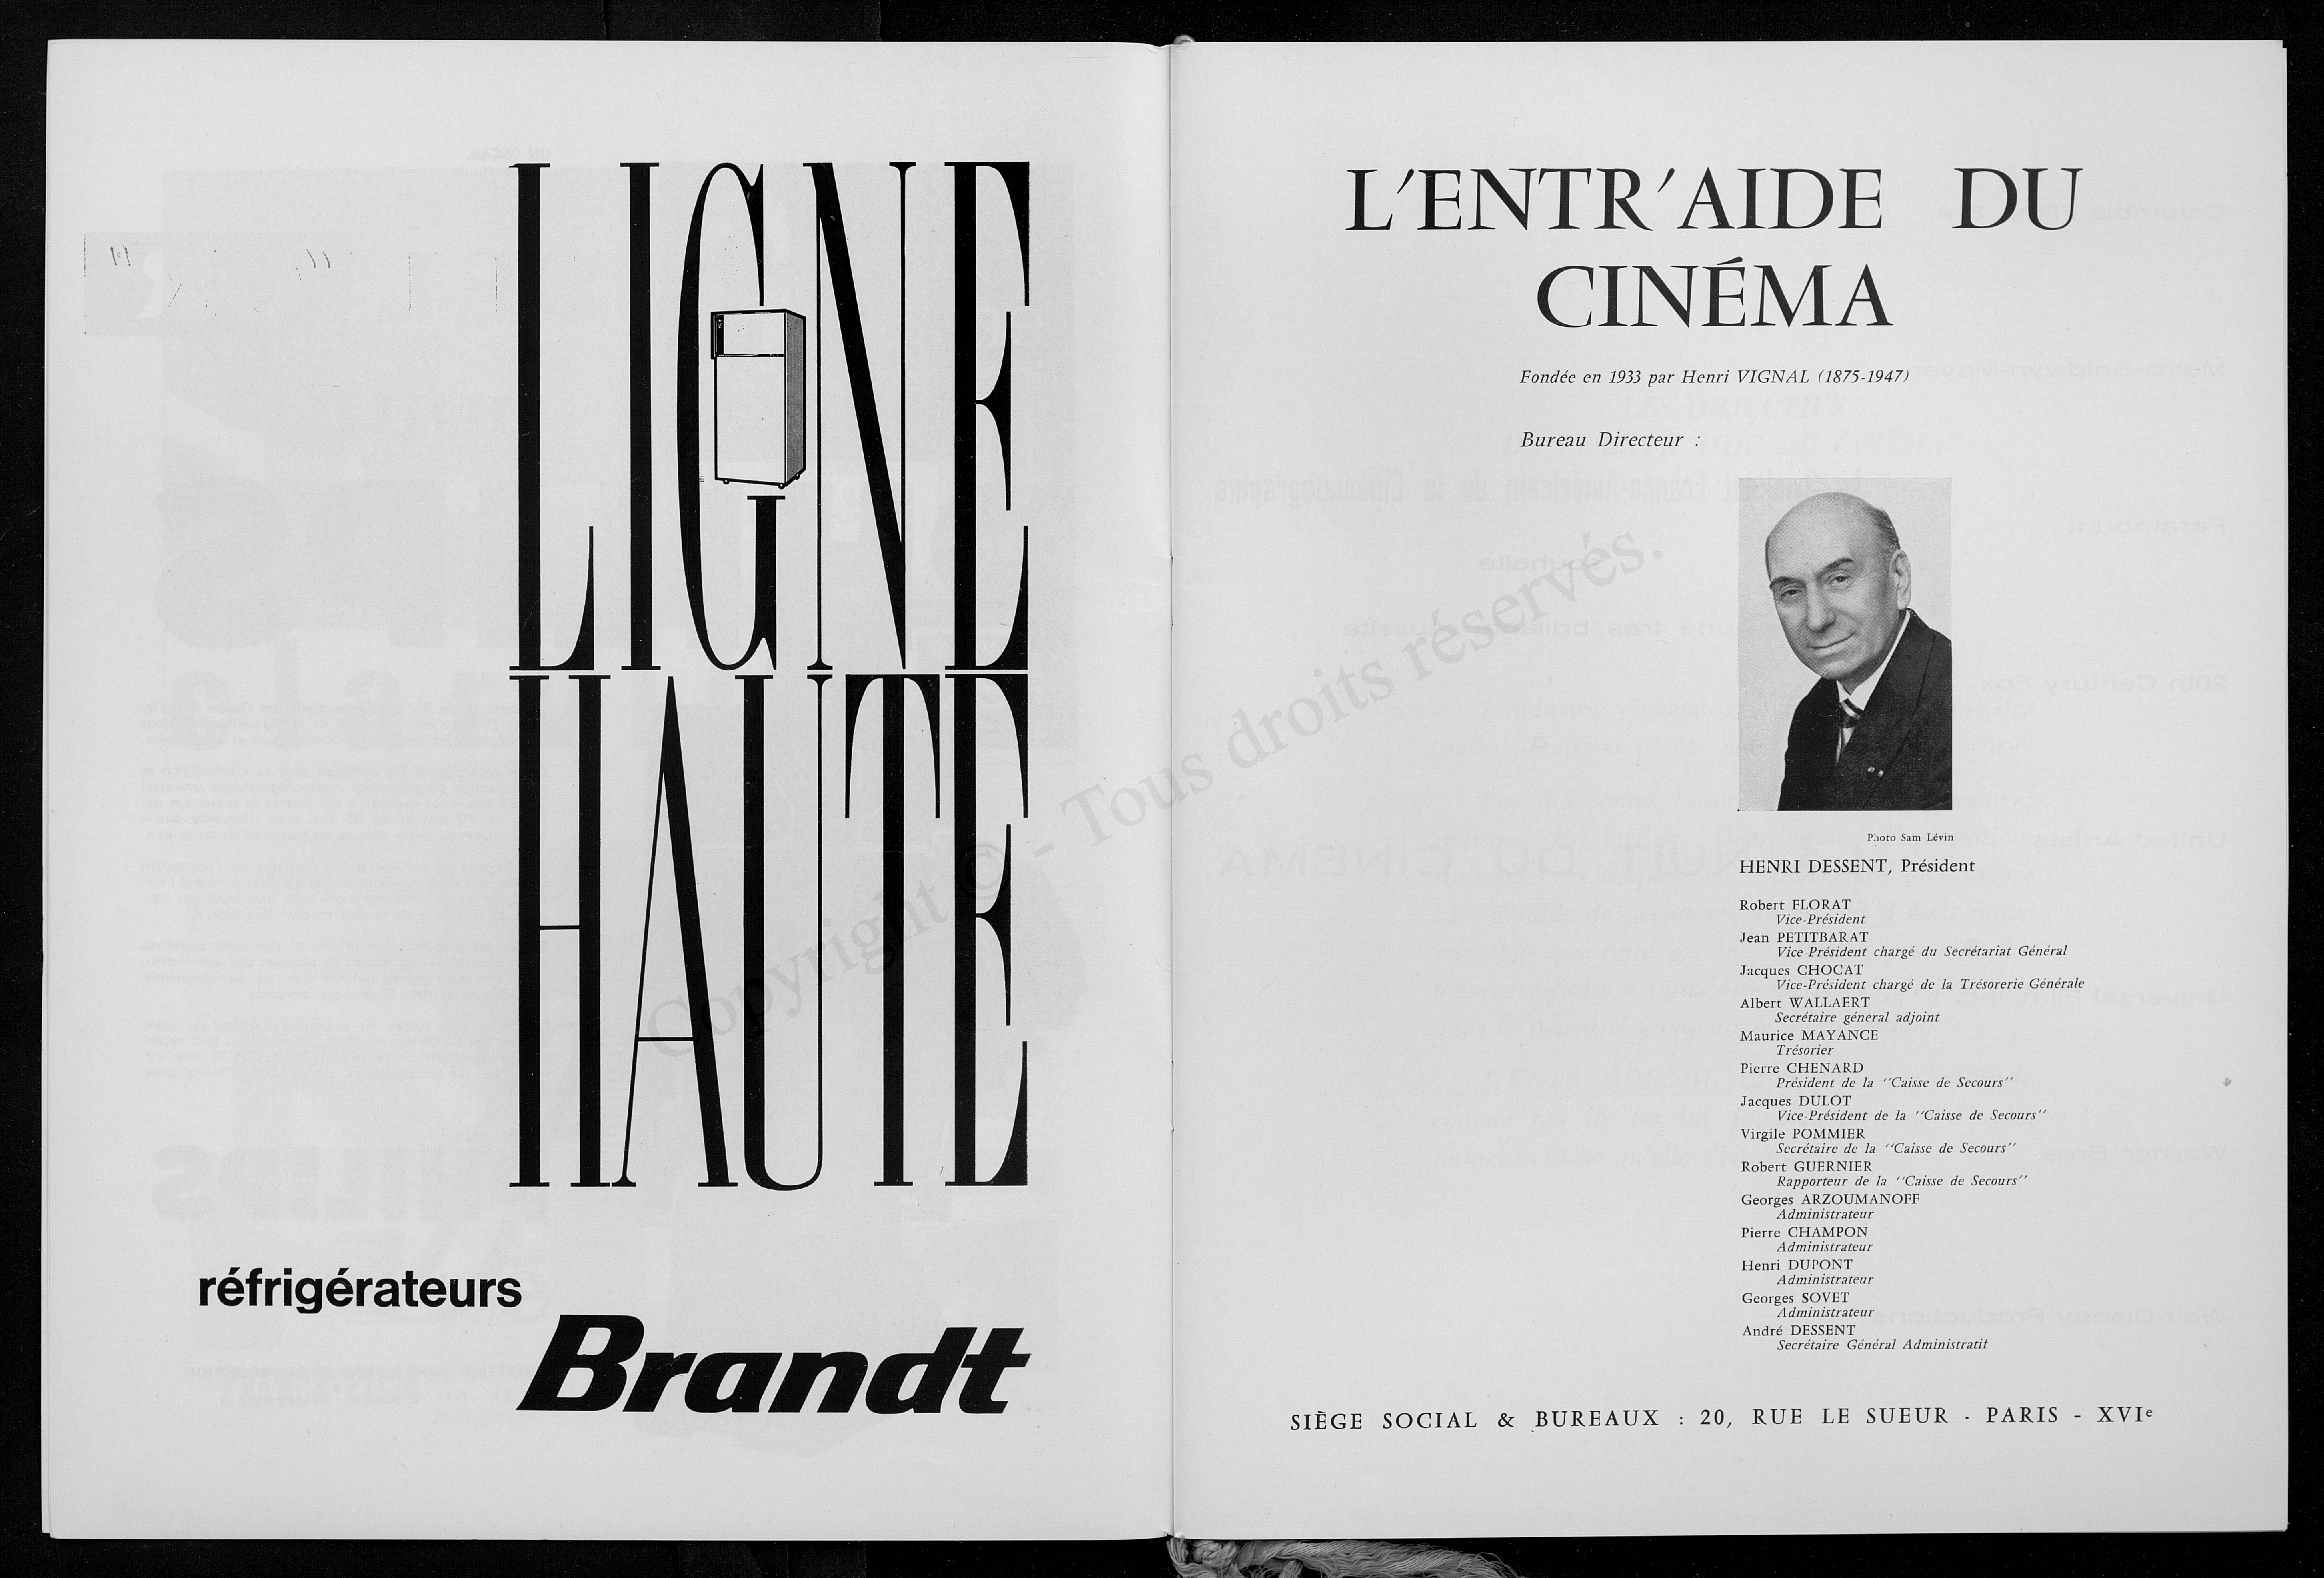 LIGNE
HAUTE
réfrigérateurs
Brandt
L'ENTR'AIDE DU
CINÉMA
Fondée en 1933 par Henri VIGNAL (1875-1947)
Bureau Directeur :
Photo Sam Lévin
HENRI DESSENT, Président
Robert FLORAT
Vice-Président
Jean PETITBARAT
Vice-Président chargé du Secrétariat Général
Jacques CHOCAT
Vice-Président chargé de la Trésorerie Générale
Albert WALLAERT
Secrétaire géneral adjoint
Maurice MAYANCE
Trésorier
Pierre CHENARD
Président de la ''Caisse de Secours''
Jacques DULOT
Vice-Président de la ''Caisse de Secours''
Virgile POMMIER
Secrétaire de la ''Caisse de Secours''
Robert GUERNIER
Rapporteur de la ''Caisse de Secours''
Georges ARZOUMANOFF
Administrateur
Pierre CHAMPON
Administrateur
Henri DUPONT
Administrateur
Georges SOVET
Administrateur
André DESSENT
Secrétaire Général Administratif
SIÈGE SOCIAL & BUREAUX : 20, RUE LE SUEUR - PARIS - XVIe
Copyright © - Tous droits réservés.